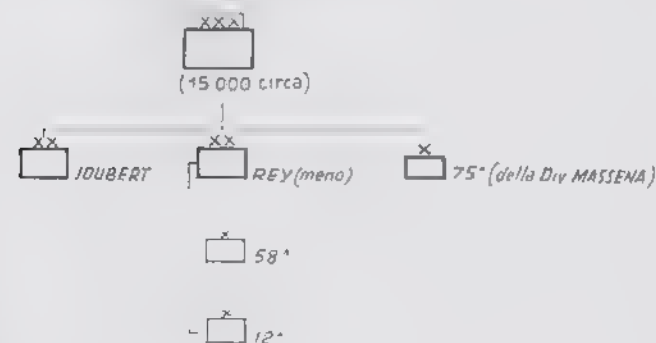 XXX
(15 000 circa)
XX
JOUBERT
XX
REY (meno)
X
75ª (della Div MASSENA)
X
58ª
X
12ª